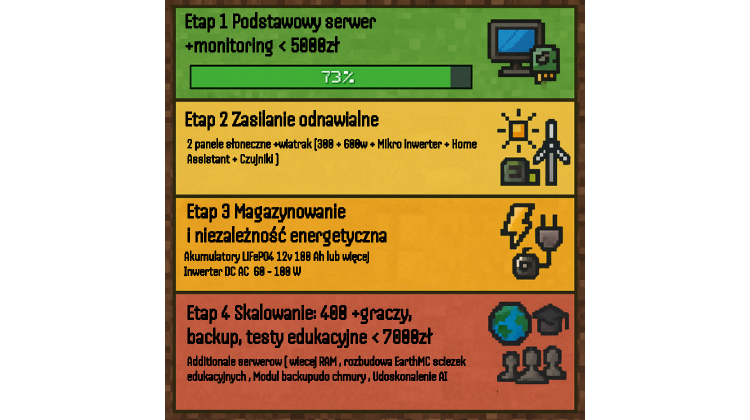 Etap 1 Podstawowy serwer
+monitoring < 5000zł
73%
Etap 2 Zasilanie odnawialne
2 panele słoneczne +wiatrak (300 + 600w + Mikro inwerter + Home
Assistant + Czujniki )
Etap 3 Magazynowanie
i niezależność energetyczna
Akumulatory LiFePO4 12v 100 Ah lub więcej
Inwerter DC AC 60 - 100 W
Etap 4 Skalowanie: 400 +graczy,
backup, testy edukacyjne < 7000zł
Additionale serwerow ( wiecej RAM , rozbudowa EarthMC sciezek
edukacyjnych , Moduł backupudo chmury , Udoskonalenie AI